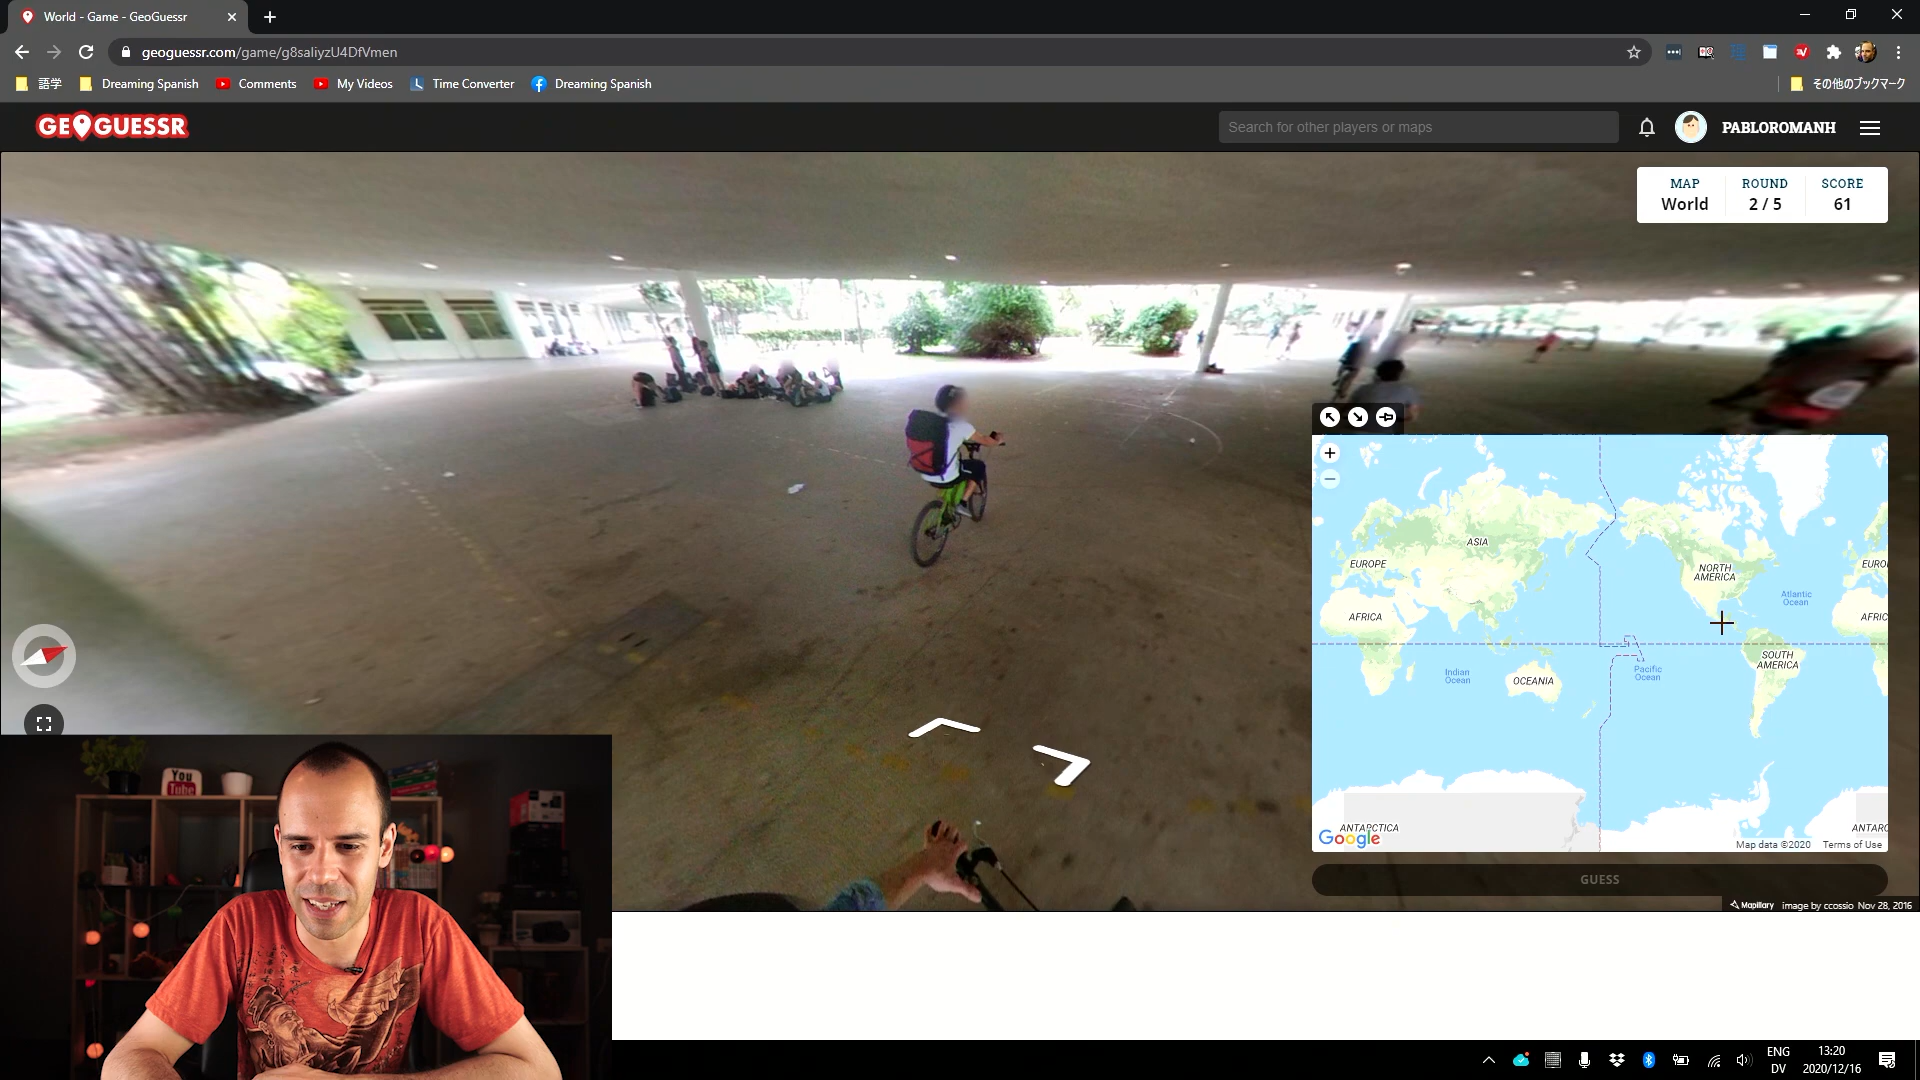 World - Game - GeoGuessr
geoguessr.com/game/g8saliyzU4DfVmen
語学
Dreaming Spanish
Comments
My Videos
Time Converter
Dreaming Spanish
その他のブックマーク
GEOGUESSR
Search for other players or maps
PABLOROMANH
MAP
World
ROUND
2 / 5
SCORE
61
ASIA
EUROPE
NORTH
AMERICA
Atlantic
Ocean
EURO
AFRICA
AFRIC
SOUTH
AMERICA
Indian
Ocean
OCEANIA
Pacific
Ocean
ANTARCTICA
ANTARC
Google
Map data ©2020
Terms of Use
GUESS
Mapillary image by ccossio Nov 28, 2016
You
Tube
ENG
DV
13:20
2020/12/16